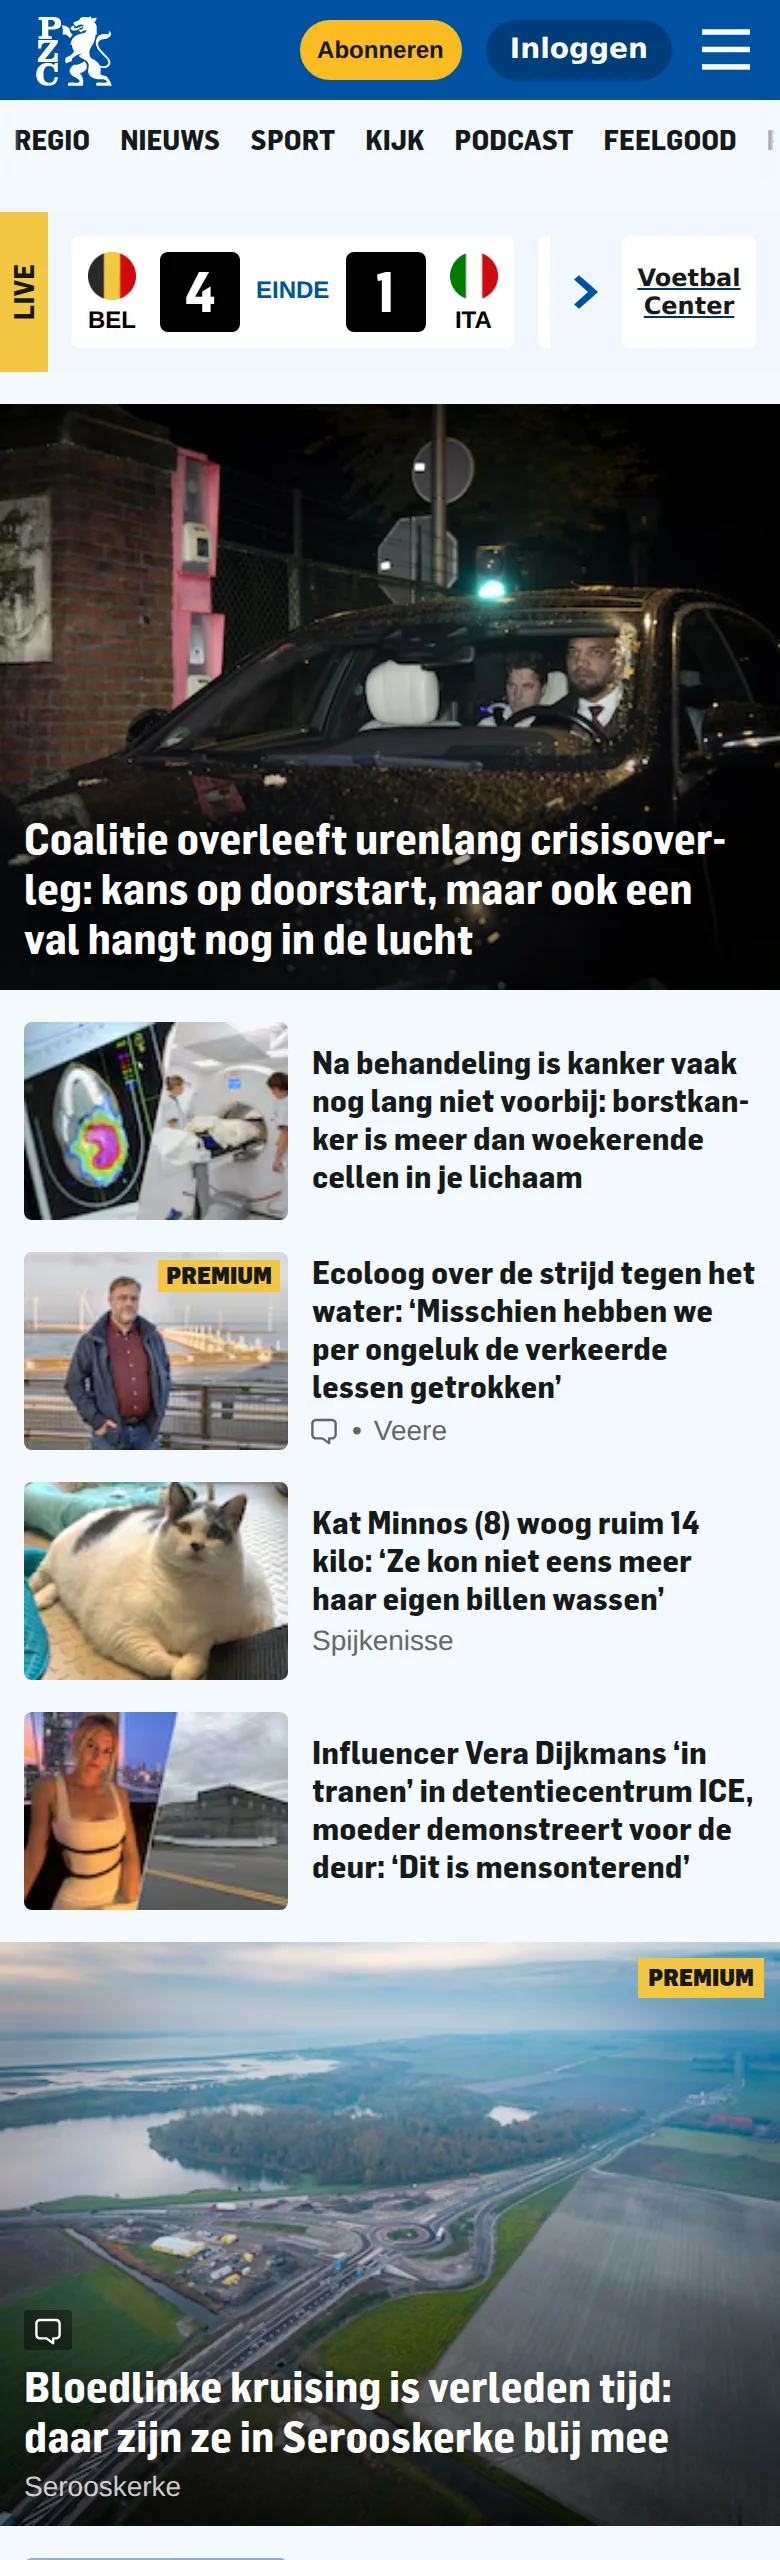 PZC
Abonneren
Inloggen
REGIO NIEUWS SPORT KIJK PODCAST FEELGOOD
LIVE
4 EINDE 1
BEL ITA
Voetbal
Center
Coalitie overleeft urenlang crisisover-
leg: kans op doorstart, maar ook een
val hangt nog in de lucht
Na behandeling is kanker vaak
nog lang niet voorbij: borstkan-
ker is meer dan woekerende
cellen in je lichaam
PREMIUM
Ecoloog over de strijd tegen het
water: ‘Misschien hebben we
per ongeluk de verkeerde
lessen getrokken’
• Veere
Kat Minnos (8) woog ruim 14
kilo: ‘Ze kon niet eens meer
haar eigen billen wassen’
Spijkenisse
Influencer Vera Dijkmans ‘in
tranen’ in detentiecentrum ICE,
moeder demonstreert voor de
deur: ‘Dit is mensonterend’
PREMIUM
Bloedlinke kruising is verleden tijd:
daar zijn ze in Serooskerke blij mee
Serooskerke